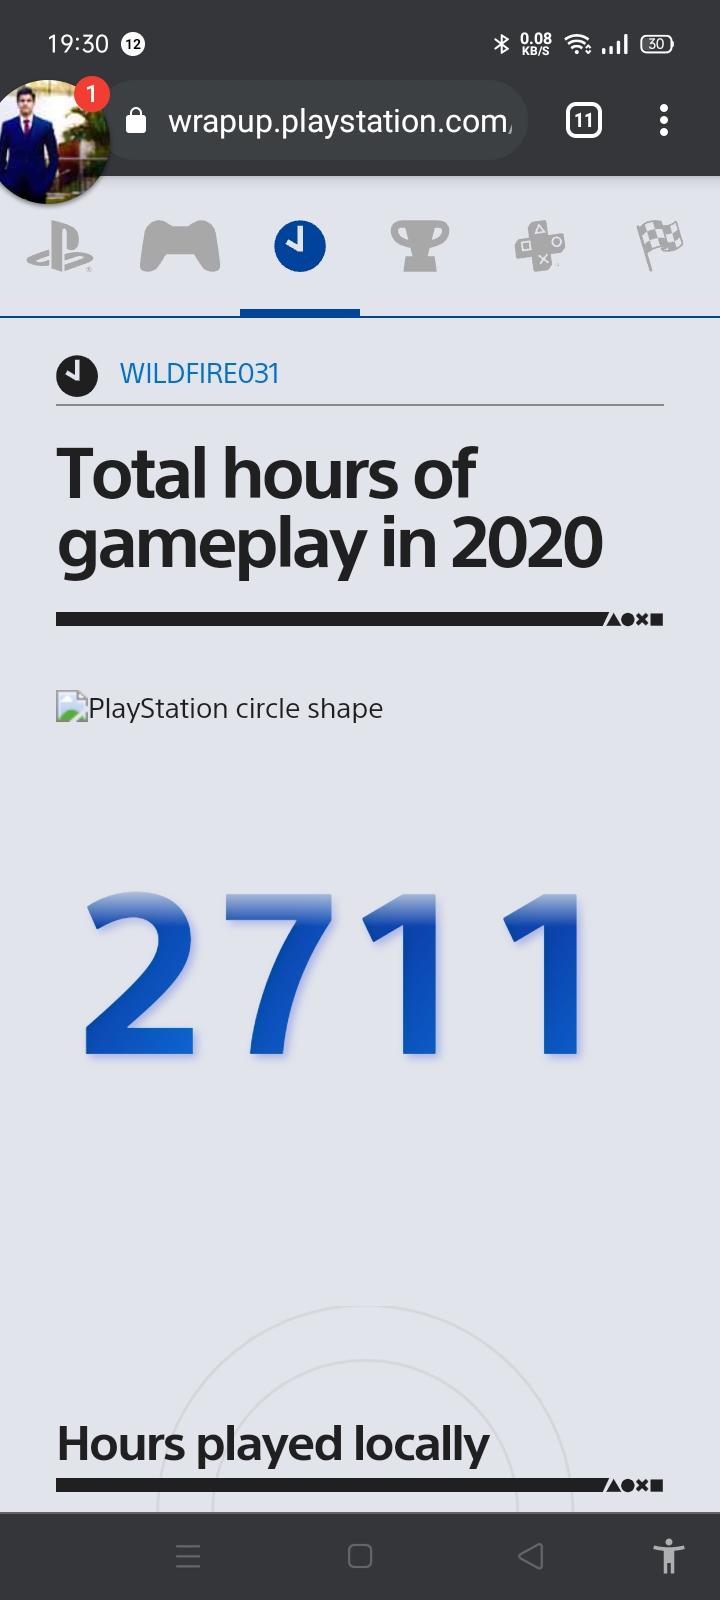 19:30 12 0.08 KB/S 30
1
wrapup.playstation.com/ 11
WILDFIRE031
Total hours of
gameplay in 2020
PlayStation circle shape
2711
Hours played locally